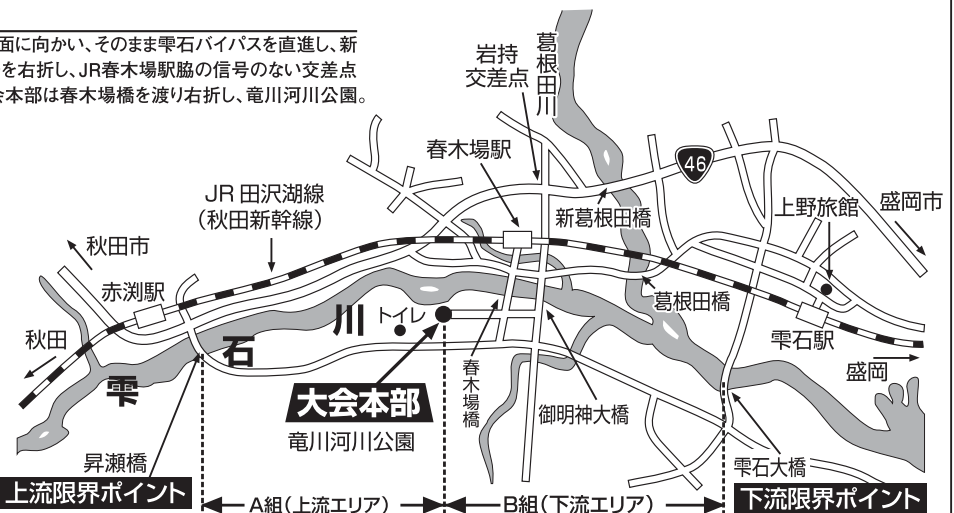 面に向かい、そのまま雫石バイパスを直進し、新
を右折し、JR春木場駅脇の信号のない交差点
会本部は春木場橋を渡り右折し、竜川河川公園。
岩持
交差点
葛根田川
春木場駅
46
JR田沢湖線
(秋田新幹線)
新葛根田橋
上野旅館
盛岡市
秋田市
赤渕駅
葛根田橋
秋田
雫石川
トイレ
雫石駅
盛岡
大会本部
竜川河川公園
春木場橋
御明神大橋
昇瀬橋
雫石大橋
上流限界ポイント
A組(上流エリア)
B組(下流エリア)
下流限界ポイント